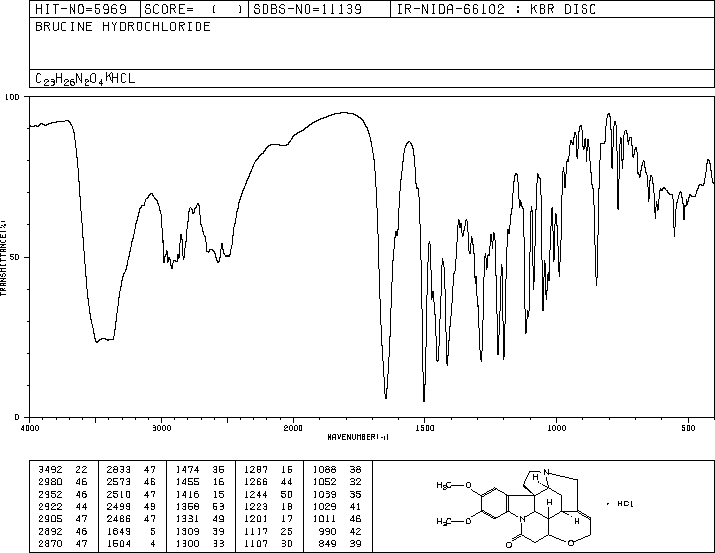 HIT-NO=5969 SCORE= ( ) SDBS-NO=11139 IR-NIDA-66102 : KBR DISC
BRUCINE HYDROCHLORIDE
C23H26N2O4·HCL
100
50
0
TRANSMITTANCE(%)
4000 3000 2000 1500 1000 500
WAVENUMBER(-1)
3492 22 2833 47 1474 36 1287 16 1088 38
2980 46 2573 46 1455 16 1266 44 1052 32
2952 46 2510 47 1416 15 1244 50 1039 35
2922 44 2499 49 1358 53 1223 18 1029 41
2905 47 2486 47 1331 49 1201 17 1011 46
2892 46 1649 5 1309 39 1117 25 990 42
2870 47 1504 4 1300 33 1107 30 849 39
H3C O
H3C O
N
H
H
H
H
N
O
O
· HCl